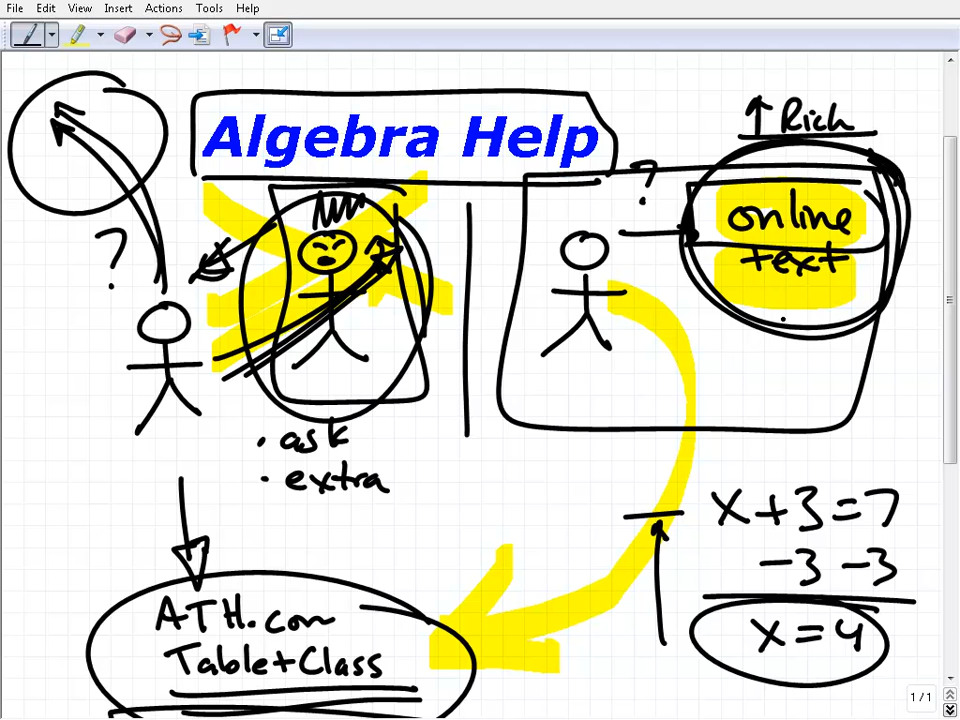 File Edit View Insert Actions Tools Help
Algebra Help
↑ Rich
?
?
online
text
• ask
• extra
x+3=7
-3 -3
x=4
ATH.com
Table+Class
1/1